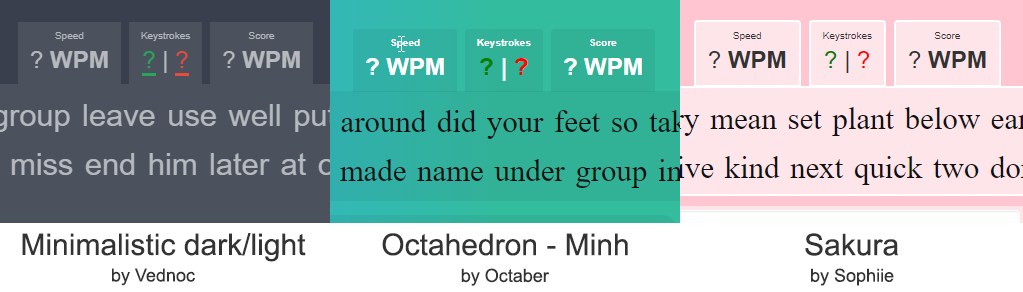 Speed Keystrokes Score
? WPM ? | ? ? WPM
group leave use well pu
miss end him later at
Minimalistic dark/light
by Vednoc
Speed Keystrokes Score
? WPM ? | ? ? WPM
around did your feet so tak
made name under group in
Octahedron - Minh
by Octaber
Speed Keystrokes Score
? WPM ? | ? ? WPM
y mean set plant below ear
ive kind next quick two do
Sakura
by Sophiie